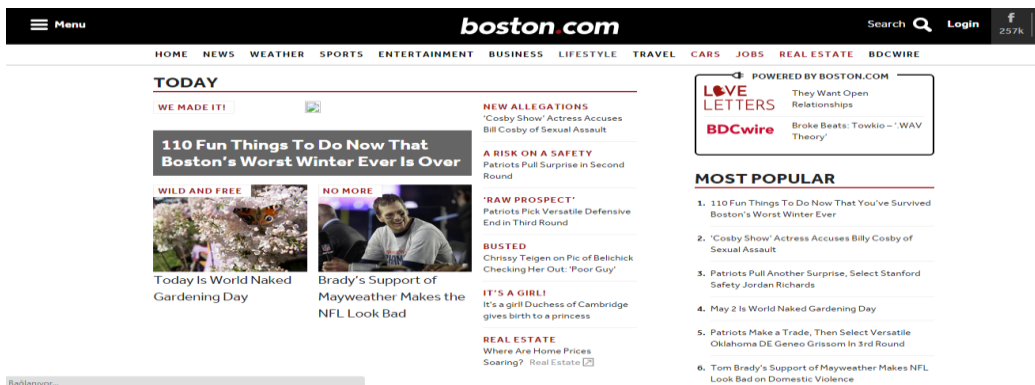 Menu
boston.com
Search
Login
f
257k
HOME NEWS WEATHER SPORTS ENTERTAINMENT BUSINESS LIFESTYLE TRAVEL CARS JOBS REAL ESTATE BDCWIRE
TODAY
WE MADE IT!
110 Fun Things To Do Now That
Boston's Worst Winter Ever Is Over
WILD AND FREE
Today Is World Naked
Gardening Day
NO MORE
Brady's Support of
Mayweather Makes the
NFL Look Bad
NEW ALLEGATIONS
'Cosby Show' Actress Accuses
Bill Cosby of Sexual Assault
A RISK ON A SAFETY
Patriots Pull Surprise in Second
Round
'RAW PROSPECT'
Patriots Pick Versatile Defensive
End in Third Round
BUSTED
Chrissy Teigen on Pic of Belichick
Checking Her Out: 'Poor Guy'
IT'S A GIRL!
It's a girl! Duchess of Cambridge
gives birth to a princess
REAL ESTATE
Where Are Home Prices
Soaring? Real Estate
POWERED BY BOSTON.COM
LOVE
LETTERS
They Want Open
Relationships
BDCwire
Broke Beats: Towkio – '.WAV
Theory'
MOST POPULAR
1. 110 Fun Things To Do Now That You've Survived
Boston's Worst Winter Ever
2. 'Cosby Show' Actress Accuses Billy Cosby of
Sexual Assault
3. Patriots Pull Another Surprise, Select Stanford
Safety Jordan Richards
4. May 2 Is World Naked Gardening Day
5. Patriots Make a Trade, Then Select Versatile
Oklahoma DE Geneo Grissom In 3rd Round
6. Tom Brady's Support of Mayweather Makes NFL
Look Bad on Domestic Violence
Bağlanıyor...